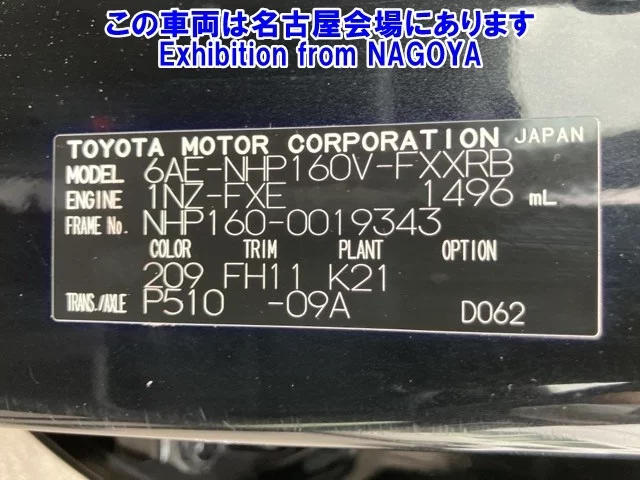 この車両は名古屋会場にあります
Exhibition from NAGOYA
TOYOTA MOTOR CORPORATION JAPAN
MODEL 6AE-NHP160V-FXXRB
ENGINE 1NZ-FXE 1496 mL
FRAME No. NHP160-0019343
COLOR TRIM PLANT OPTION
209 FH11 K21
TRANS./AXLE P510 -09A D062